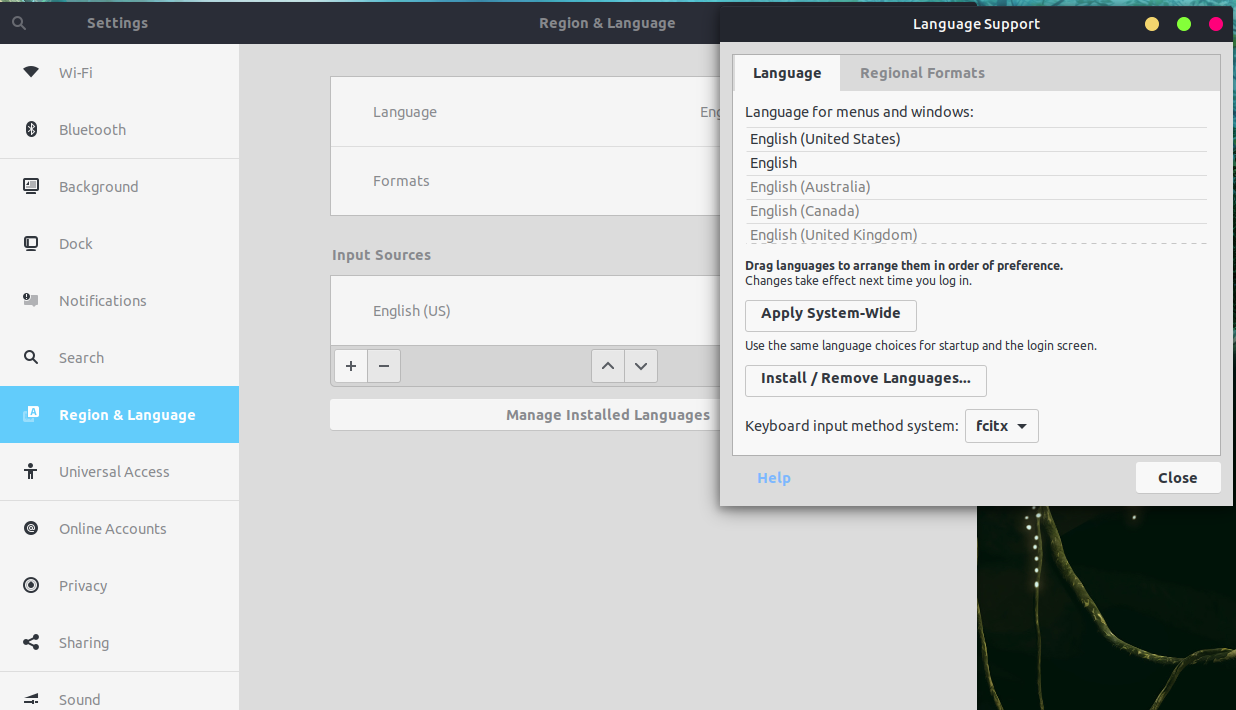 Settings
Region & Language
Wi-Fi
Bluetooth
Background
Dock
Notifications
Search
Region & Language
Universal Access
Online Accounts
Privacy
Sharing
Sound
Language
Eng
Formats
Input Sources
English (US)
+ −
Manage Installed Languages
Language Support
Language
Regional Formats
Language for menus and windows:
English (United States)
English
English (Australia)
English (Canada)
English (United Kingdom)
Drag languages to arrange them in order of preference.
Changes take effect next time you log in.
Apply System-Wide
Use the same language choices for startup and the login screen.
Install / Remove Languages...
Keyboard input method system: fcitx
Help
Close